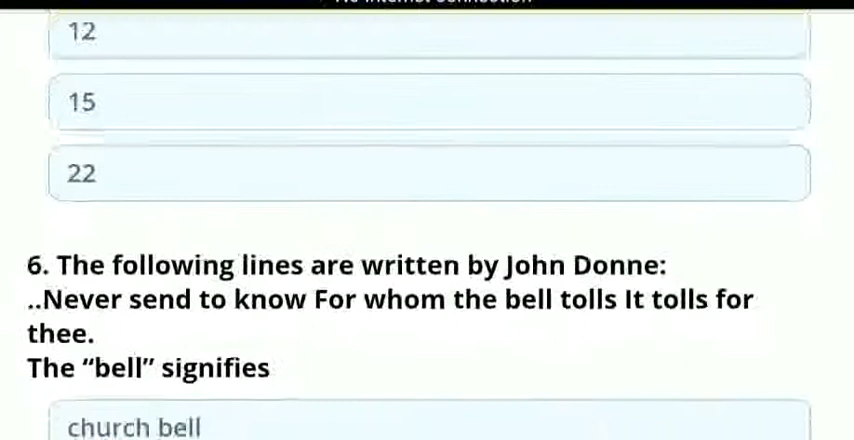 12
15
22
6. The following lines are written by John Donne:
..Never send to know For whom the bell tolls It tolls for
thee.
The “bell” signifies
church bell